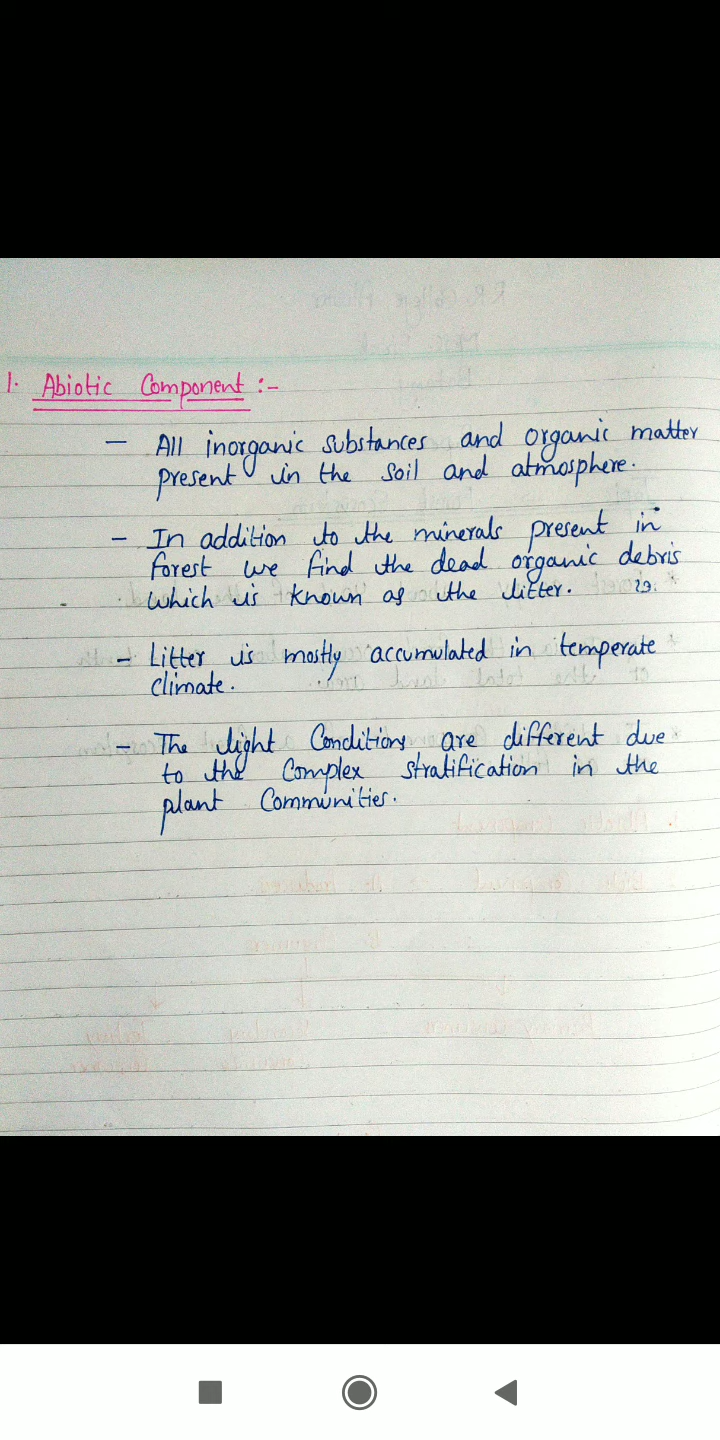 1. Abiotic Component :-
- All inorganic substances and organic matter
present in the soil and atmosphere.
- In addition to the minerals present in
forest we find the dead organic debris
which is known as the litter.
- Litter is mostly accumulated in temperate
climate.
- The light Conditions are different due
to the Complex stratification in the
plant Communities.